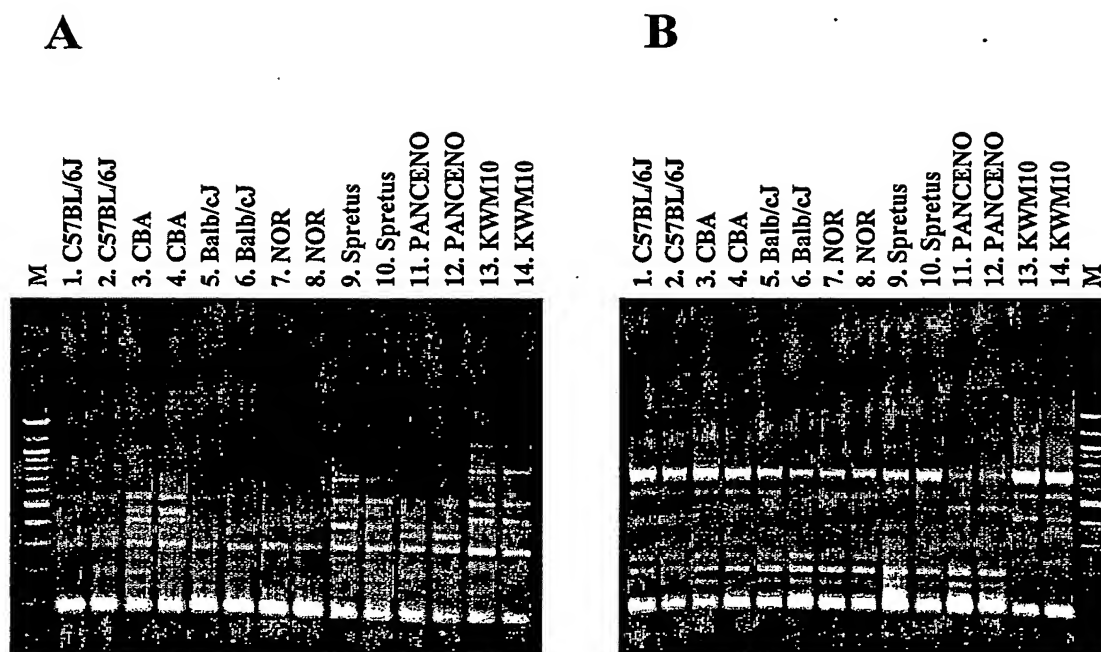 A
M
1. C57BL/6J
2. C57BL/6J
3. CBA
4. CBA
5. Balb/cJ
6. Balb/cJ
7. NOR
8. NOR
9. Spretus
10. Spretus
11. PANCENO
12. PANCENO
13. KWM10
14. KWM10
B
1. C57BL/6J
2. C57BL/6J
3. CBA
4. CBA
5. Balb/cJ
6. Balb/cJ
7. NOR
8. NOR
9. Spretus
10. Spretus
11. PANCENO
12. PANCENO
13. KWM10
14. KWM10
M